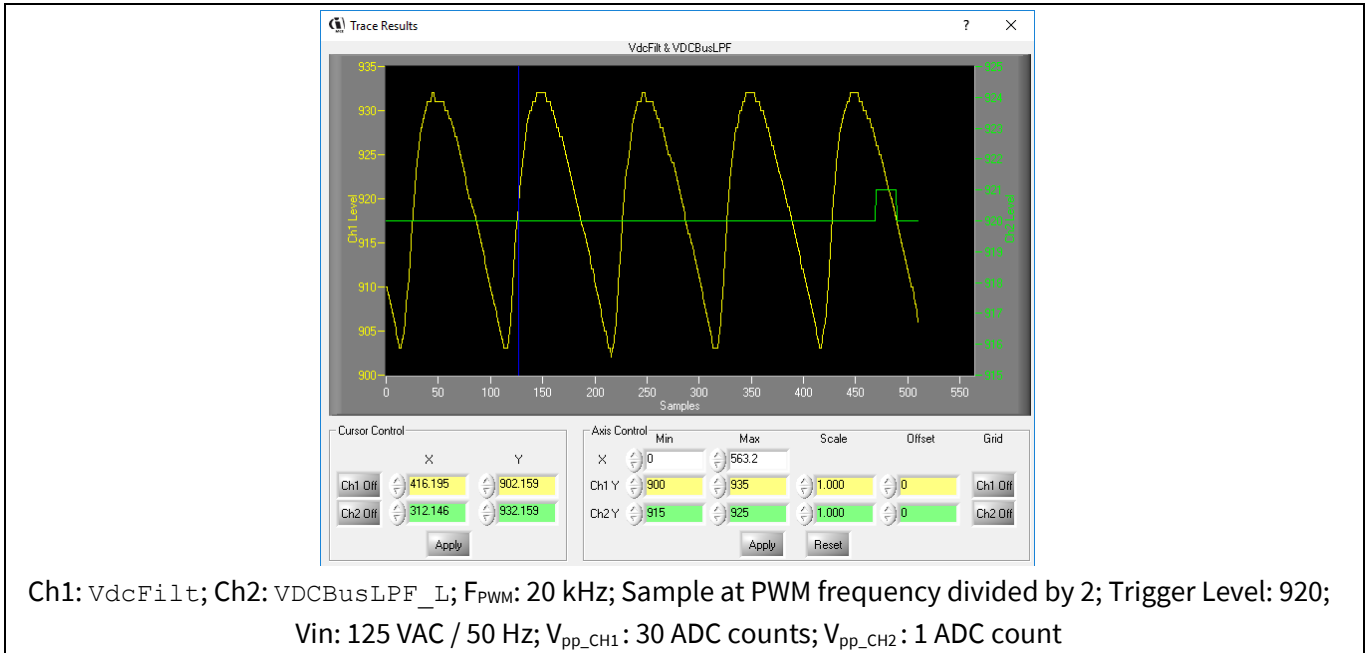 Trace Results ? ×
VdcFilt & VDCBusLPF
935 925
924
930
923
925
922
921
920 920
919
915
918
910
917
905
916
900 915
Ch1 Level
Ch2 Level
0 50 100 150 200 250 300 350 400 450 500 550
Samples
Cursor Control
X Y
Ch1 Off 416.195 902.159
Ch2 Off 312.146 932.159
Apply
Axis Control
Min Max Scale Offset Grid
X 0 563.2
Ch1 Y 900 935 1.000 0 Ch1 Off
Ch2 Y 915 925 1.000 0 Ch2 Off
Apply Reset
Ch1: VdcFilt; Ch2: VDCBusLPF_L; FPWM: 20 kHz; Sample at PWM frequency divided by 2; Trigger Level: 920;
Vin: 125 VAC / 50 Hz; Vpp_CH1: 30 ADC counts; Vpp_CH2: 1 ADC count